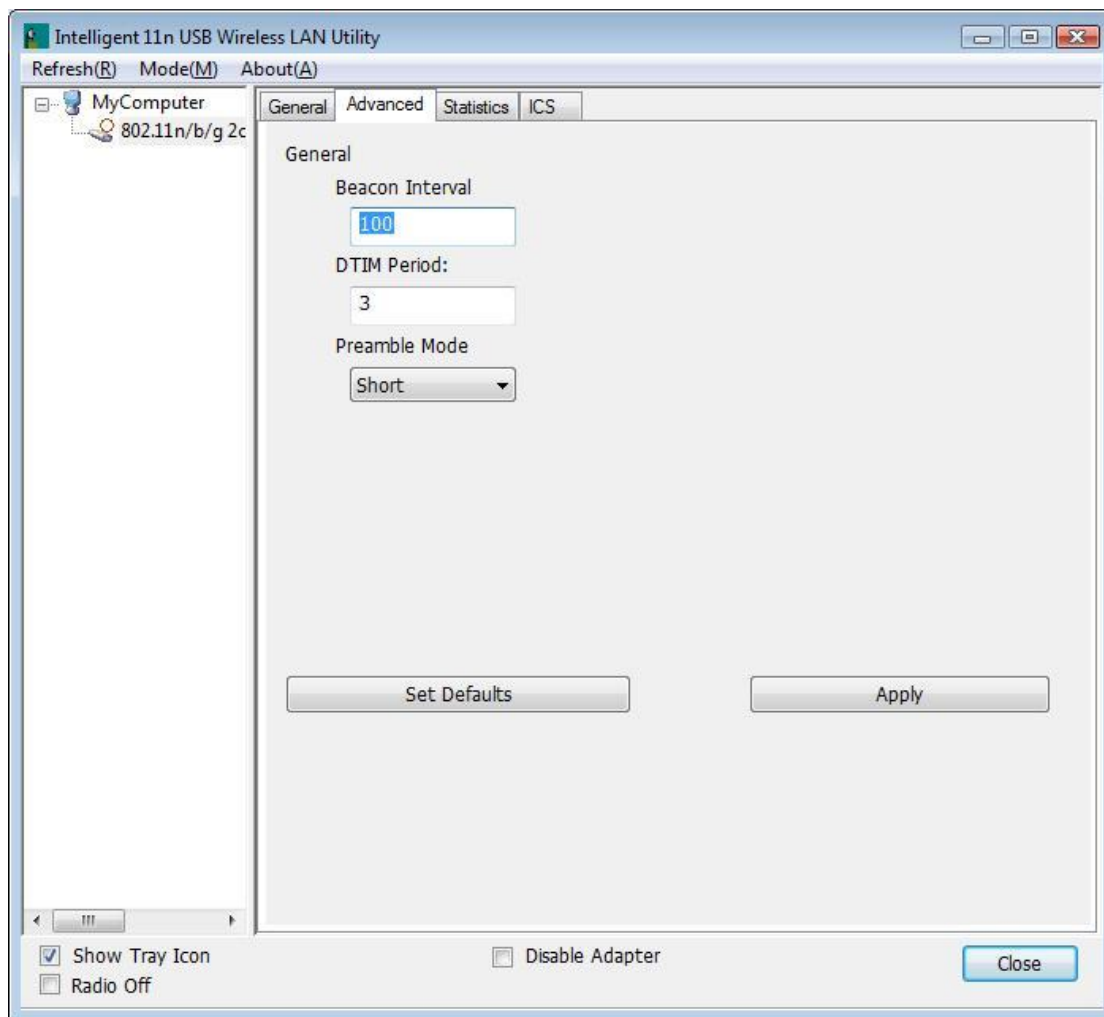 Intelligent 11n USB Wireless LAN Utility
Refresh(R) Mode(M) About(A)
MyComputer
802.11n/b/g 2c
General Advanced Statistics ICS
General
Beacon Interval
100
DTIM Period:
3
Preamble Mode
Short
Set Defaults Apply
Show Tray Icon
Radio Off
Disable Adapter
Close